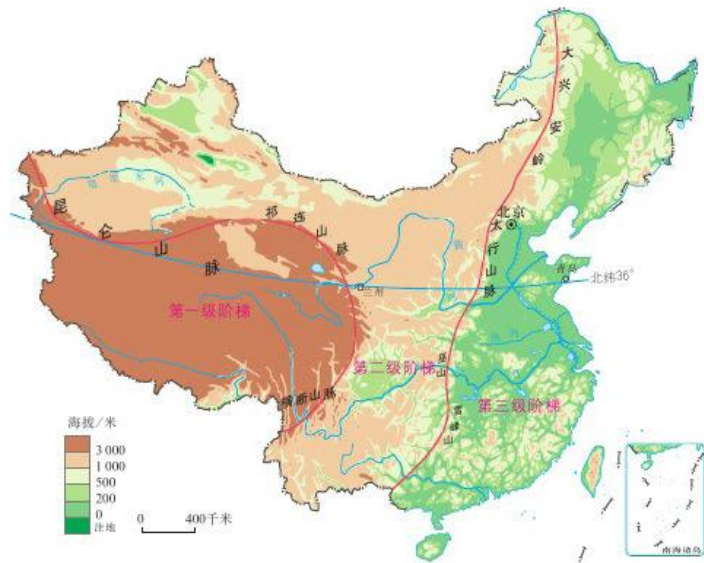 大兴安岭
北京
太行山脉
昆仑山脉
祁连山脉
兰州
青岛
北纬36°
第一级阶梯
第二级阶梯
第三级阶梯
巫山
雪峰山
横断山脉
海拔/米
3 000
1 000
500
200
0
洼地
0 400千米
南海诸岛